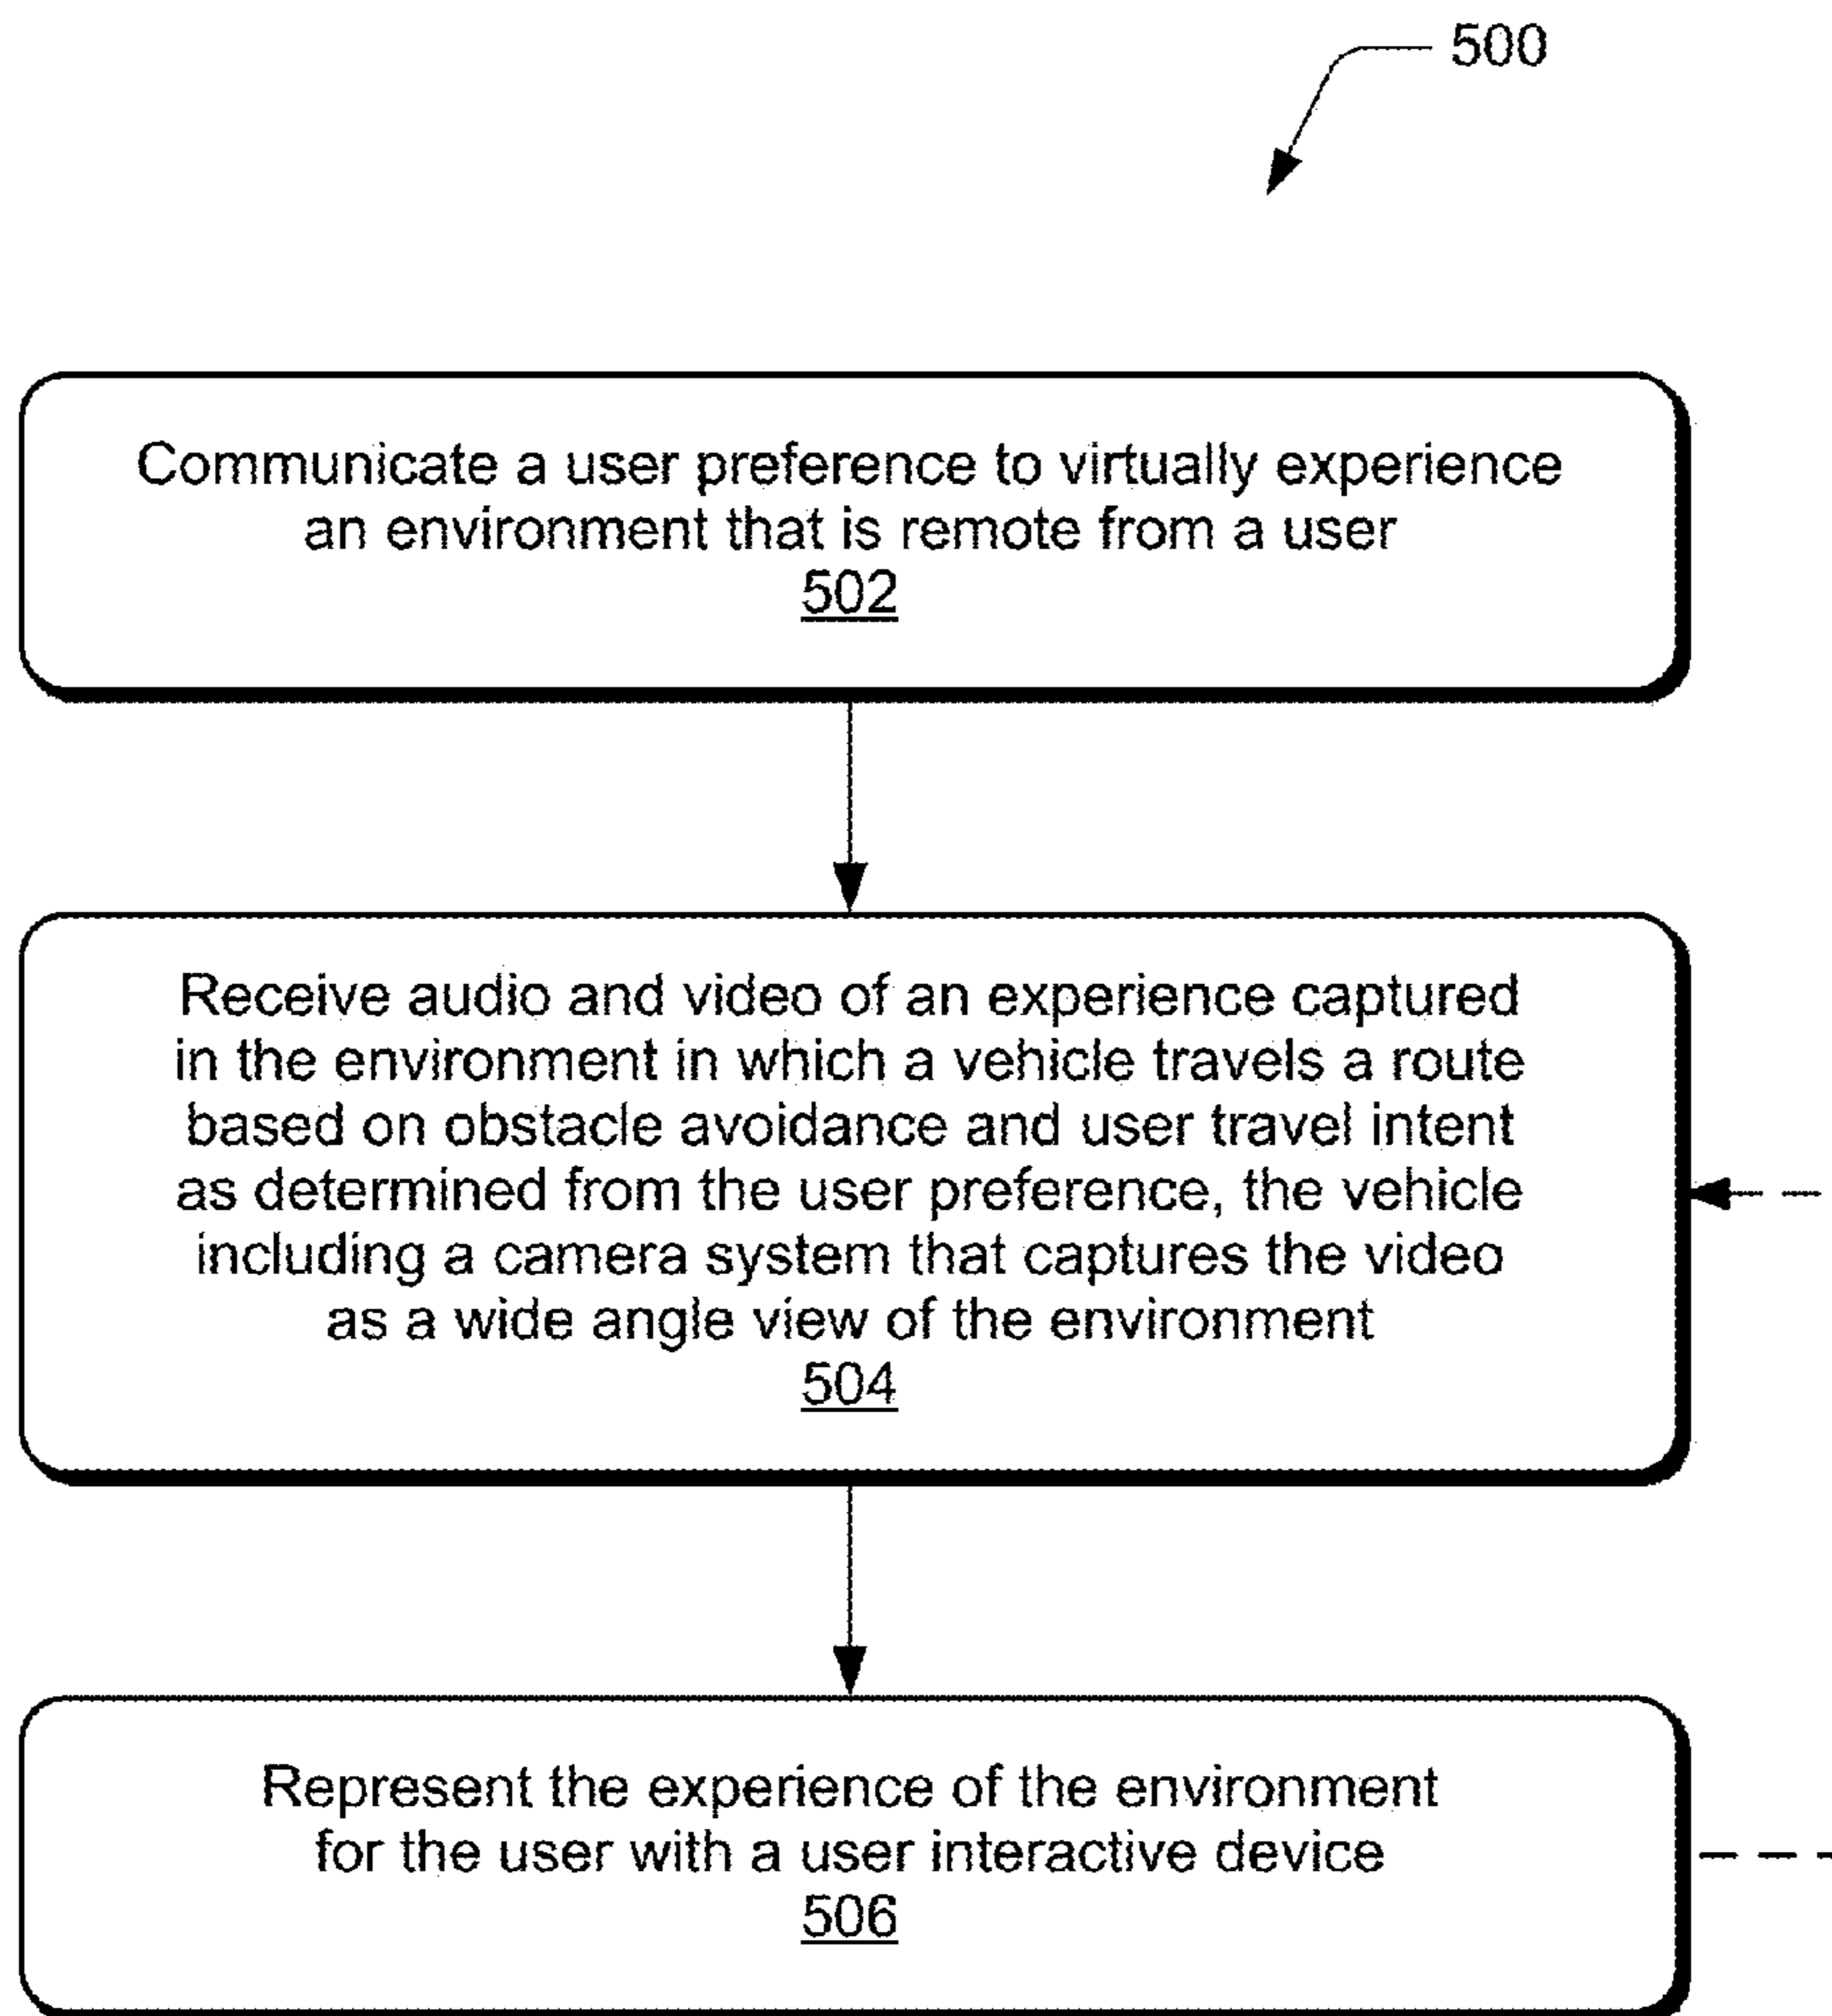 500
Communicate a user preference to virtually experience
an environment that is remote from a user
502
Receive audio and video of an experience captured
in the environment in which a vehicle travels a route
based on obstacle avoidance and user travel intent
as determined from the user preference, the vehicle
including a camera system that captures the video
as a wide angle view of the environment
504
Represent the experience of the environment
for the user with a user interactive device
506